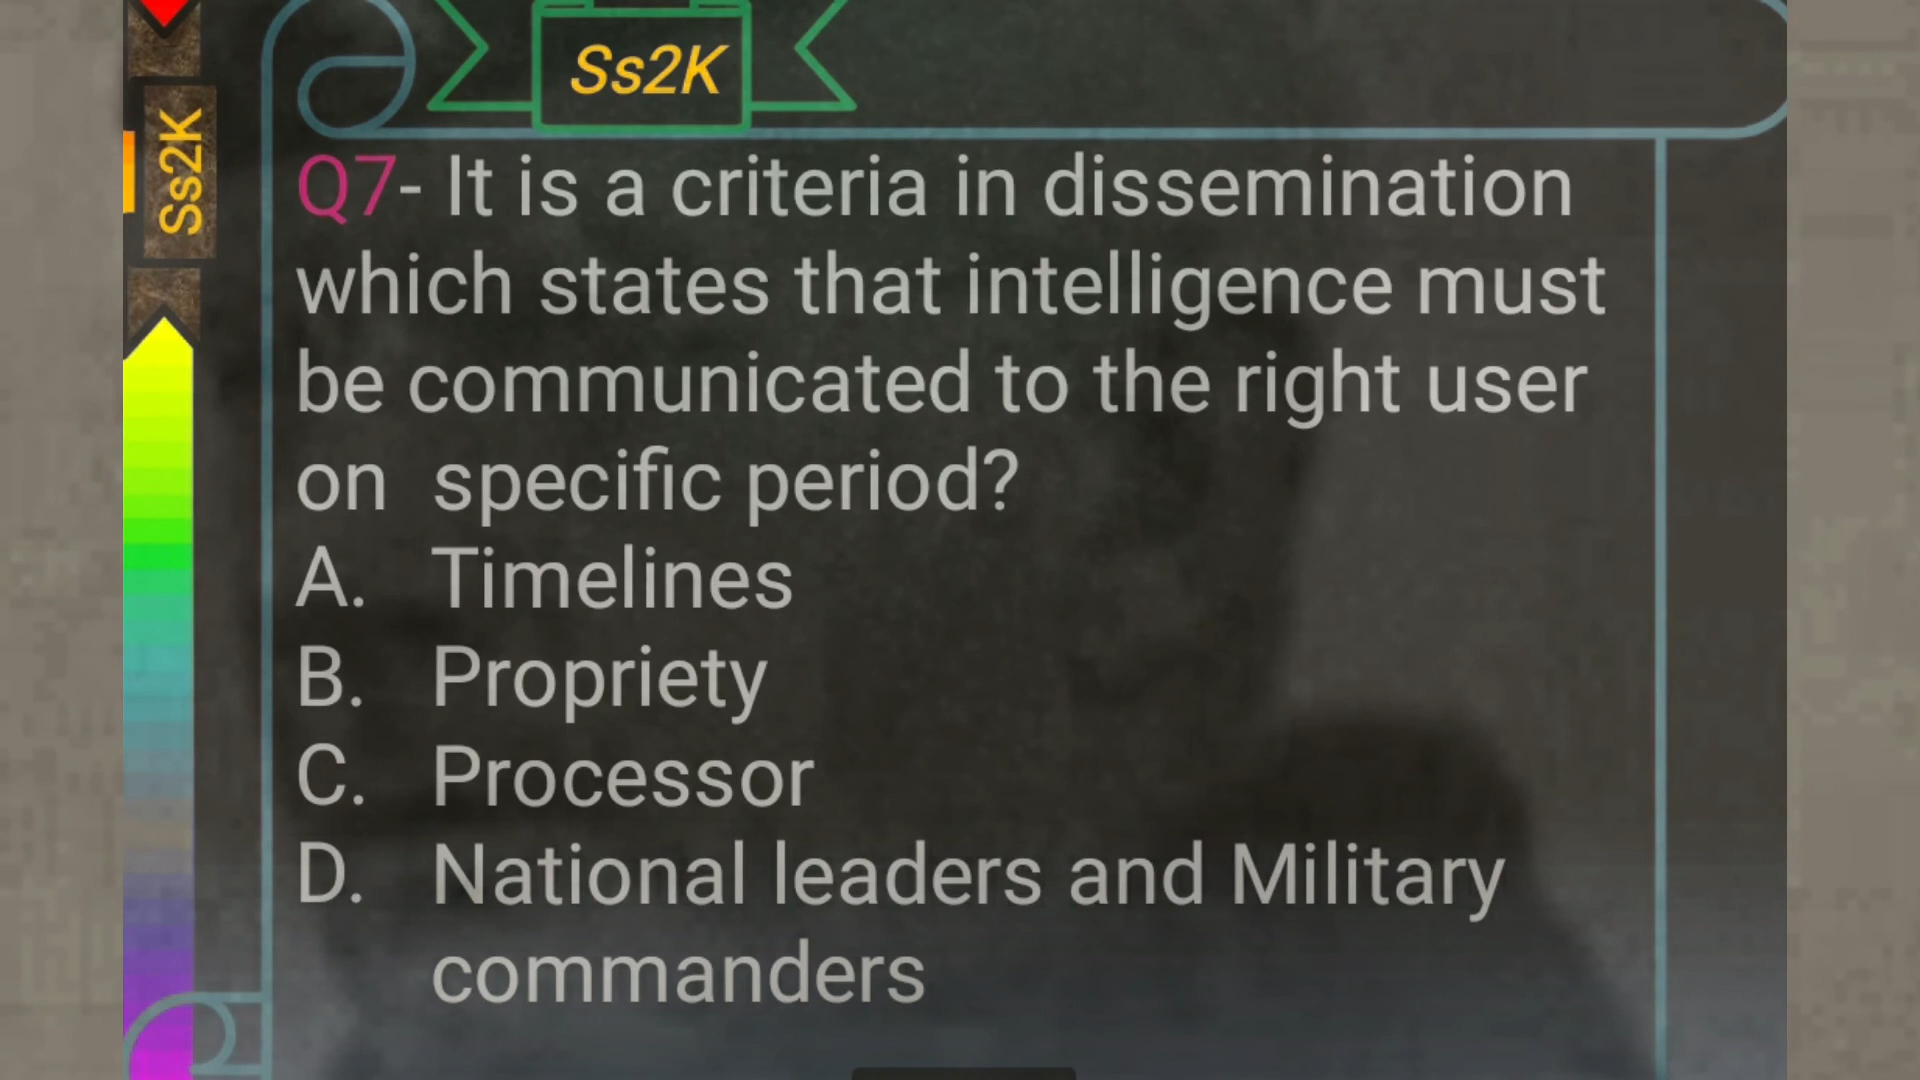 Ss2K
Ss2K
Q7- It is a criteria in dissemination
which states that intelligence must
be communicated to the right user
on specific period?
A. Timelines
B. Propriety
C. Processor
D. National leaders and Military
commanders